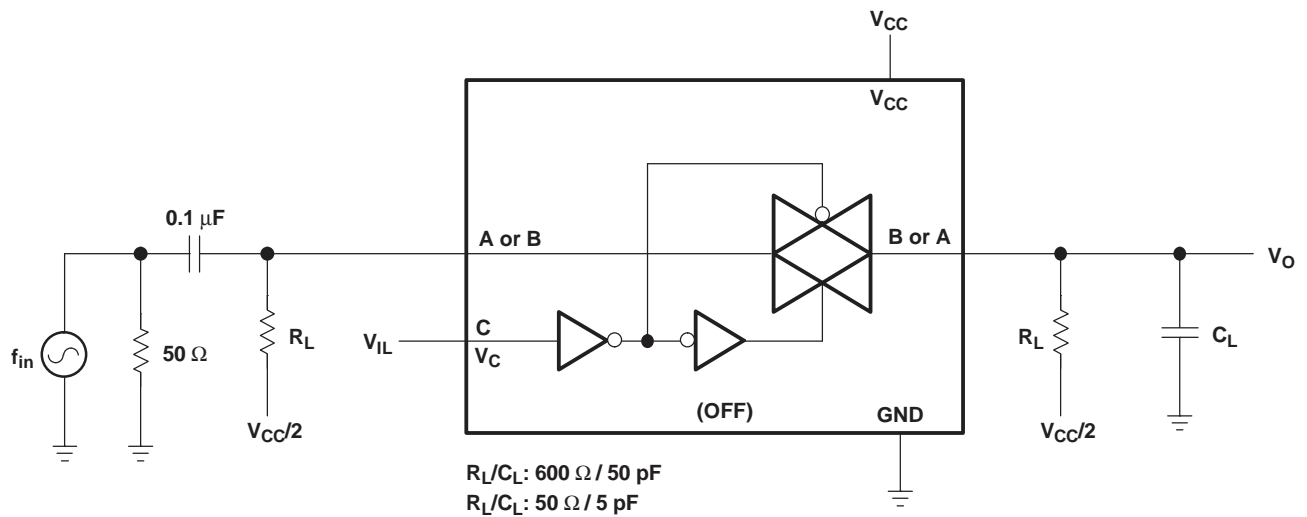 VCC
VCC
0.1 μF
A or B
B or A
VO
fin
50 Ω
RL
VIL
C
VC
RL
CL
(OFF)
GND
VCC/2
VCC/2
RL/CL: 600 Ω / 50 pF
RL/CL: 50 Ω / 5 pF